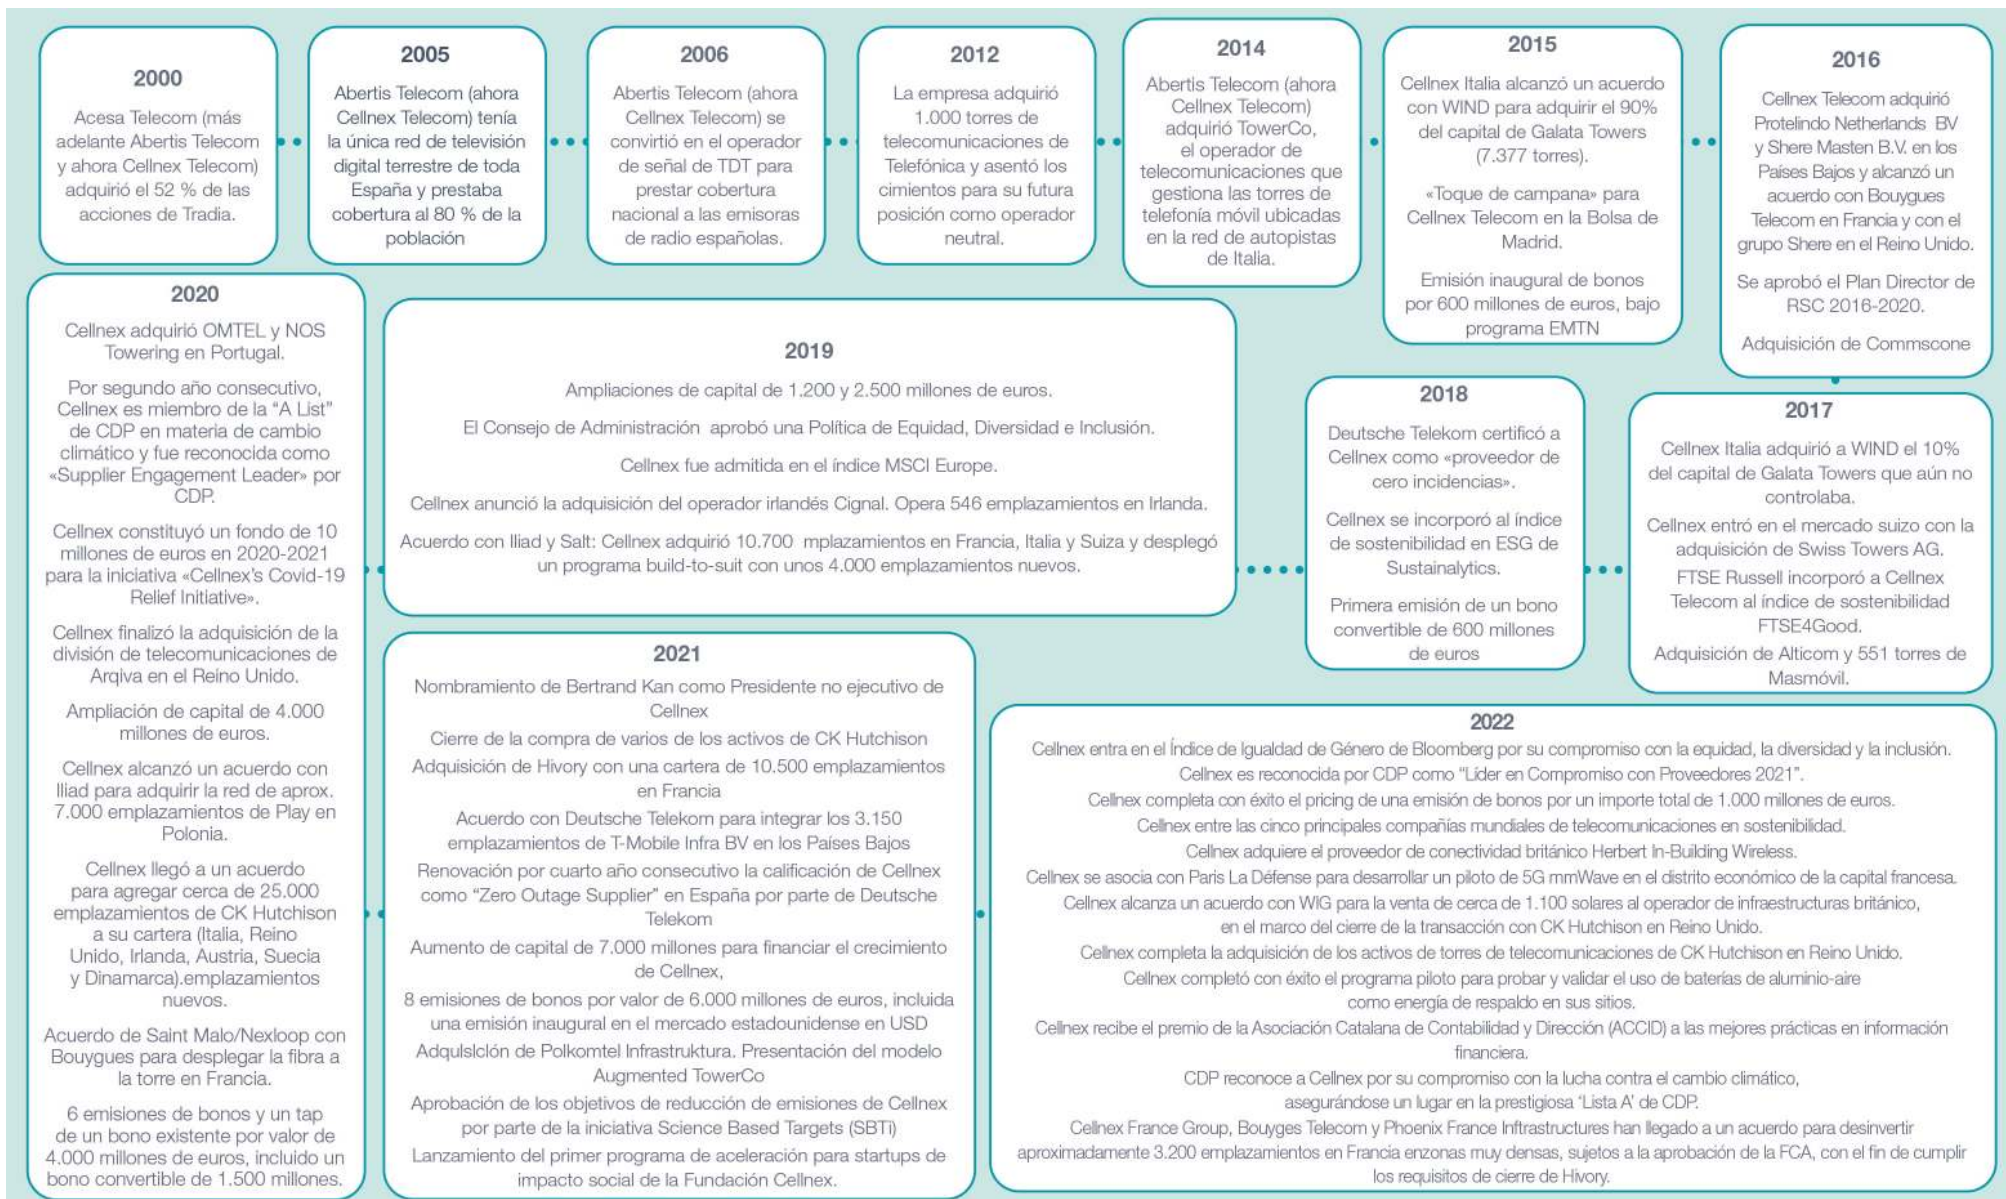 2000
Acesa Telecom (más
adelante Abertis Telecom
y ahora Cellnex Telecom)
adquirió el 52 % de las
acciones de Tradia.
2005
Abertis Telecom (ahora
Cellnex Telecom) tenía
la única red de televisión
digital terrestre de toda
España y prestaba
cobertura al 80 % de la
población
2006
Abertis Telecom (ahora
Cellnex Telecom) se
convirtió en el operador
de señal de TDT para
prestar cobertura
nacional a las emisoras
de radio españolas.
2012
La empresa adquirió
1.000 torres de
telecomunicaciones de
Telefónica y asentó los
cimientos para su futura
posición como operador
neutral.
2014
Abertis Telecom (ahora
Cellnex Telecom)
adquirió TowerCo,
el operador de
telecomunicaciones que
gestiona las torres de
telefonía móvil ubicadas
en la red de autopistas
de Italia.
2015
Cellnex Italia alcanzó un acuerdo
con WIND para adquirir el 90%
del capital de Galata Towers
(7.377 torres).
«Toque de campana» para
Cellnex Telecom en la Bolsa de
Madrid.
Emisión inaugural de bonos
por 600 millones de euros, bajo
programa EMTN
2016
Cellnex Telecom adquirió
Protelindo Netherlands BV
y Shere Masten B.V. en los
Países Bajos y alcanzó un
acuerdo con Bouygues
Telecom en Francia y con el
grupo Shere en el Reino Unido.
Se aprobó el Plan Director de
RSC 2016-2020.
Adquisición de Commscone
2017
Cellnex Italia adquirió a WIND el 10%
del capital de Galata Towers que aún no
controlaba.
Cellnex entró en el mercado suizo con la
adquisición de Swiss Towers AG.
FTSE Russell incorporó a Cellnex
Telecom al índice de sostenibilidad
FTSE4Good.
Adquisición de Alticom y 551 torres de
Masmóvil.
2018
Deutsche Telekom certificó a
Cellnex como «proveedor de
cero incidencias».
Cellnex se incorporó al índice
de sostenibilidad en ESG de
Sustainalytics.
Primera emisión de un bono
convertible de 600 millones
de euros
2019
Ampliaciones de capital de 1.200 y 2.500 millones de euros.
El Consejo de Administración aprobó una Política de Equidad, Diversidad e Inclusión.
Cellnex fue admitida en el índice MSCI Europe.
Cellnex anunció la adquisición del operador irlandés Cignal. Opera 546 emplazamientos en Irlanda.
Acuerdo con Iliad y Salt: Cellnex adquirió 10.700 mplazamientos en Francia, Italia y Suiza y desplegó
un programa build-to-suit con unos 4.000 emplazamientos nuevos.
2020
Cellnex adquirió OMTEL y NOS
Towering en Portugal.
Por segundo año consecutivo,
Cellnex es miembro de la “A List”
de CDP en materia de cambio
climático y fue reconocida como
«Supplier Engagement Leader» por
CDP.
Cellnex constituyó un fondo de 10
millones de euros en 2020-2021
para la iniciativa «Cellnex's Covid-19
Relief Initiative».
Cellnex finalizó la adquisición de la
división de telecomunicaciones de
Arqiva en el Reino Unido.
Ampliación de capital de 4.000
millones de euros.
Cellnex alcanzó un acuerdo con
Iliad para adquirir la red de aprox.
7.000 emplazamientos de Play en
Polonia.
Cellnex llegó a un acuerdo
para agregar cerca de 25.000
emplazamientos de CK Hutchison
a su cartera (Italia, Reino
Unido, Irlanda, Austria, Suecia
y Dinamarca).emplazamientos
nuevos.
Acuerdo de Saint Malo/Nexloop con
Bouygues para desplegar la fibra a
la torre en Francia.
6 emisiones de bonos y un tap
de un bono existente por valor de
4.000 millones de euros, incluido un
bono convertible de 1.500 millones.
2021
Nombramiento de Bertrand Kan como Presidente no ejecutivo de
Cellnex
Cierre de la compra de varios de los activos de CK Hutchison
Adquisición de Hivory con una cartera de 10.500 emplazamientos
en Francia
Acuerdo con Deutsche Telekom para integrar los 3.150
emplazamientos de T-Mobile Infra BV en los Países Bajos
Renovación por cuarto año consecutivo la calificación de Cellnex
como “Zero Outage Supplier” en España por parte de Deutsche
Telekom
Aumento de capital de 7.000 millones para financiar el crecimiento
de Cellnex,
8 emisiones de bonos por valor de 6.000 millones de euros, incluida
una emisión inaugural en el mercado estadounidense en USD
Adquisición de Polkomtel Infrastruktura. Presentación del modelo
Augmented TowerCo
Aprobación de los objetivos de reducción de emisiones de Cellnex
por parte de la iniciativa Science Based Targets (SBTi)
Lanzamiento del primer programa de aceleración para startups de
impacto social de la Fundación Cellnex.
2022
Cellnex entra en el Índice de Igualdad de Género de Bloomberg por su compromiso con la equidad, la diversidad y la inclusión.
Cellnex es reconocida por CDP como “Líder en Compromiso con Proveedores 2021”.
Cellnex completa con éxito el pricing de una emisión de bonos por un importe total de 1.000 millones de euros.
Cellnex entre las cinco principales compañías mundiales de telecomunicaciones en sostenibilidad.
Cellnex adquiere el proveedor de conectividad británico Herbert In-Building Wireless.
Cellnex se asocia con Paris La Défense para desarrollar un piloto de 5G mmWave en el distrito económico de la capital francesa.
Cellnex alcanza un acuerdo con WIG para la venta de cerca de 1.100 solares al operador de infraestructuras británico,
en el marco del cierre de la transacción con CK Hutchison en Reino Unido.
Cellnex completa la adquisición de los activos de torres de telecomunicaciones de CK Hutchison en Reino Unido.
Cellnex completó con éxito el programa piloto para probar y validar el uso de baterías de aluminio-aire
como energía de respaldo en sus sitios.
Cellnex recibe el premio de la Asociación Catalana de Contabilidad y Dirección (ACCID) a las mejores prácticas en información
financiera.
CDP reconoce a Cellnex por su compromiso con la lucha contra el cambio climático,
asegurándose un lugar en la prestigiosa ‘Lista A’ de CDP.
Cellnex France Group, Bouyges Telecom y Phoenix France Inftrastructures han llegado a un acuerdo para desinvertir
aproximadamente 3.200 emplazamientos en Francia enzonas muy densas, sujetos a la aprobación de la FCA, con el fin de cumplir
los requisitos de cierre de Hivory.